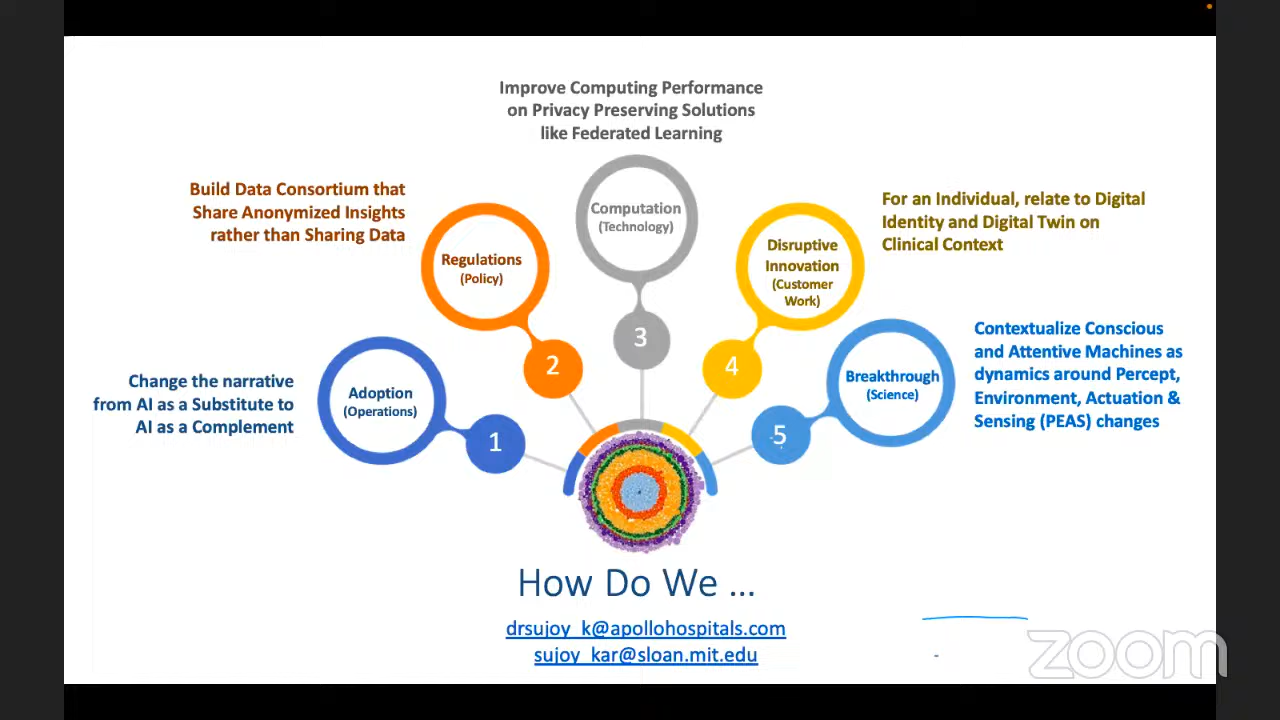 Improve Computing Performance
on Privacy Preserving Solutions
like Federated Learning
Build Data Consortium that
Share Anonymized Insights
rather than Sharing Data
For an Individual, relate to Digital
Identity and Digital Twin on
Clinical Context
Change the narrative
from AI as a Substitute to
AI as a Complement
Contextualize Conscious
and Attentive Machines as
dynamics around Percept,
Environment, Actuation &
Sensing (PEAS) changes
Adoption
(Operations)
1
Regulations
(Policy)
2
Computation
(Technology)
3
Disruptive
Innovation
(Customer
Work)
4
Breakthrough
(Science)
5
How Do We ...
drsujoy_k@apollohospitals.com
sujoy_kar@sloan.mit.edu
zoom